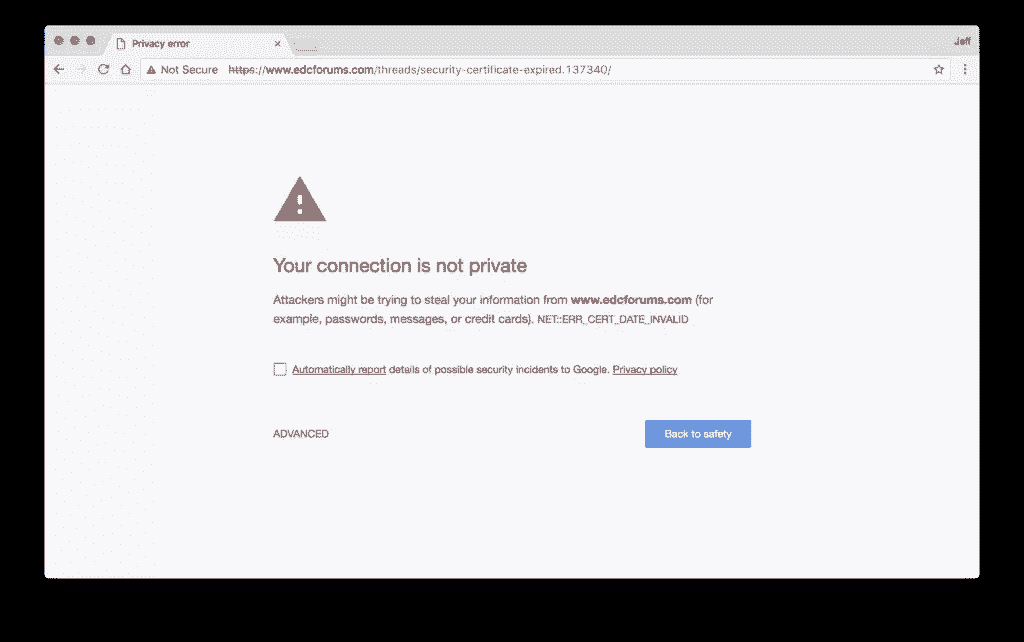 Privacy error
Jeff
Not Secure https://www.edcforums.com/threads/security-certificate-expired.137340/
Your connection is not private
Attackers might be trying to steal your information from www.edcforums.com (for
example, passwords, messages, or credit cards). NET::ERR_CERT_DATE_INVALID
Automatically report details of possible security incidents to Google. Privacy policy
ADVANCED
Back to safety